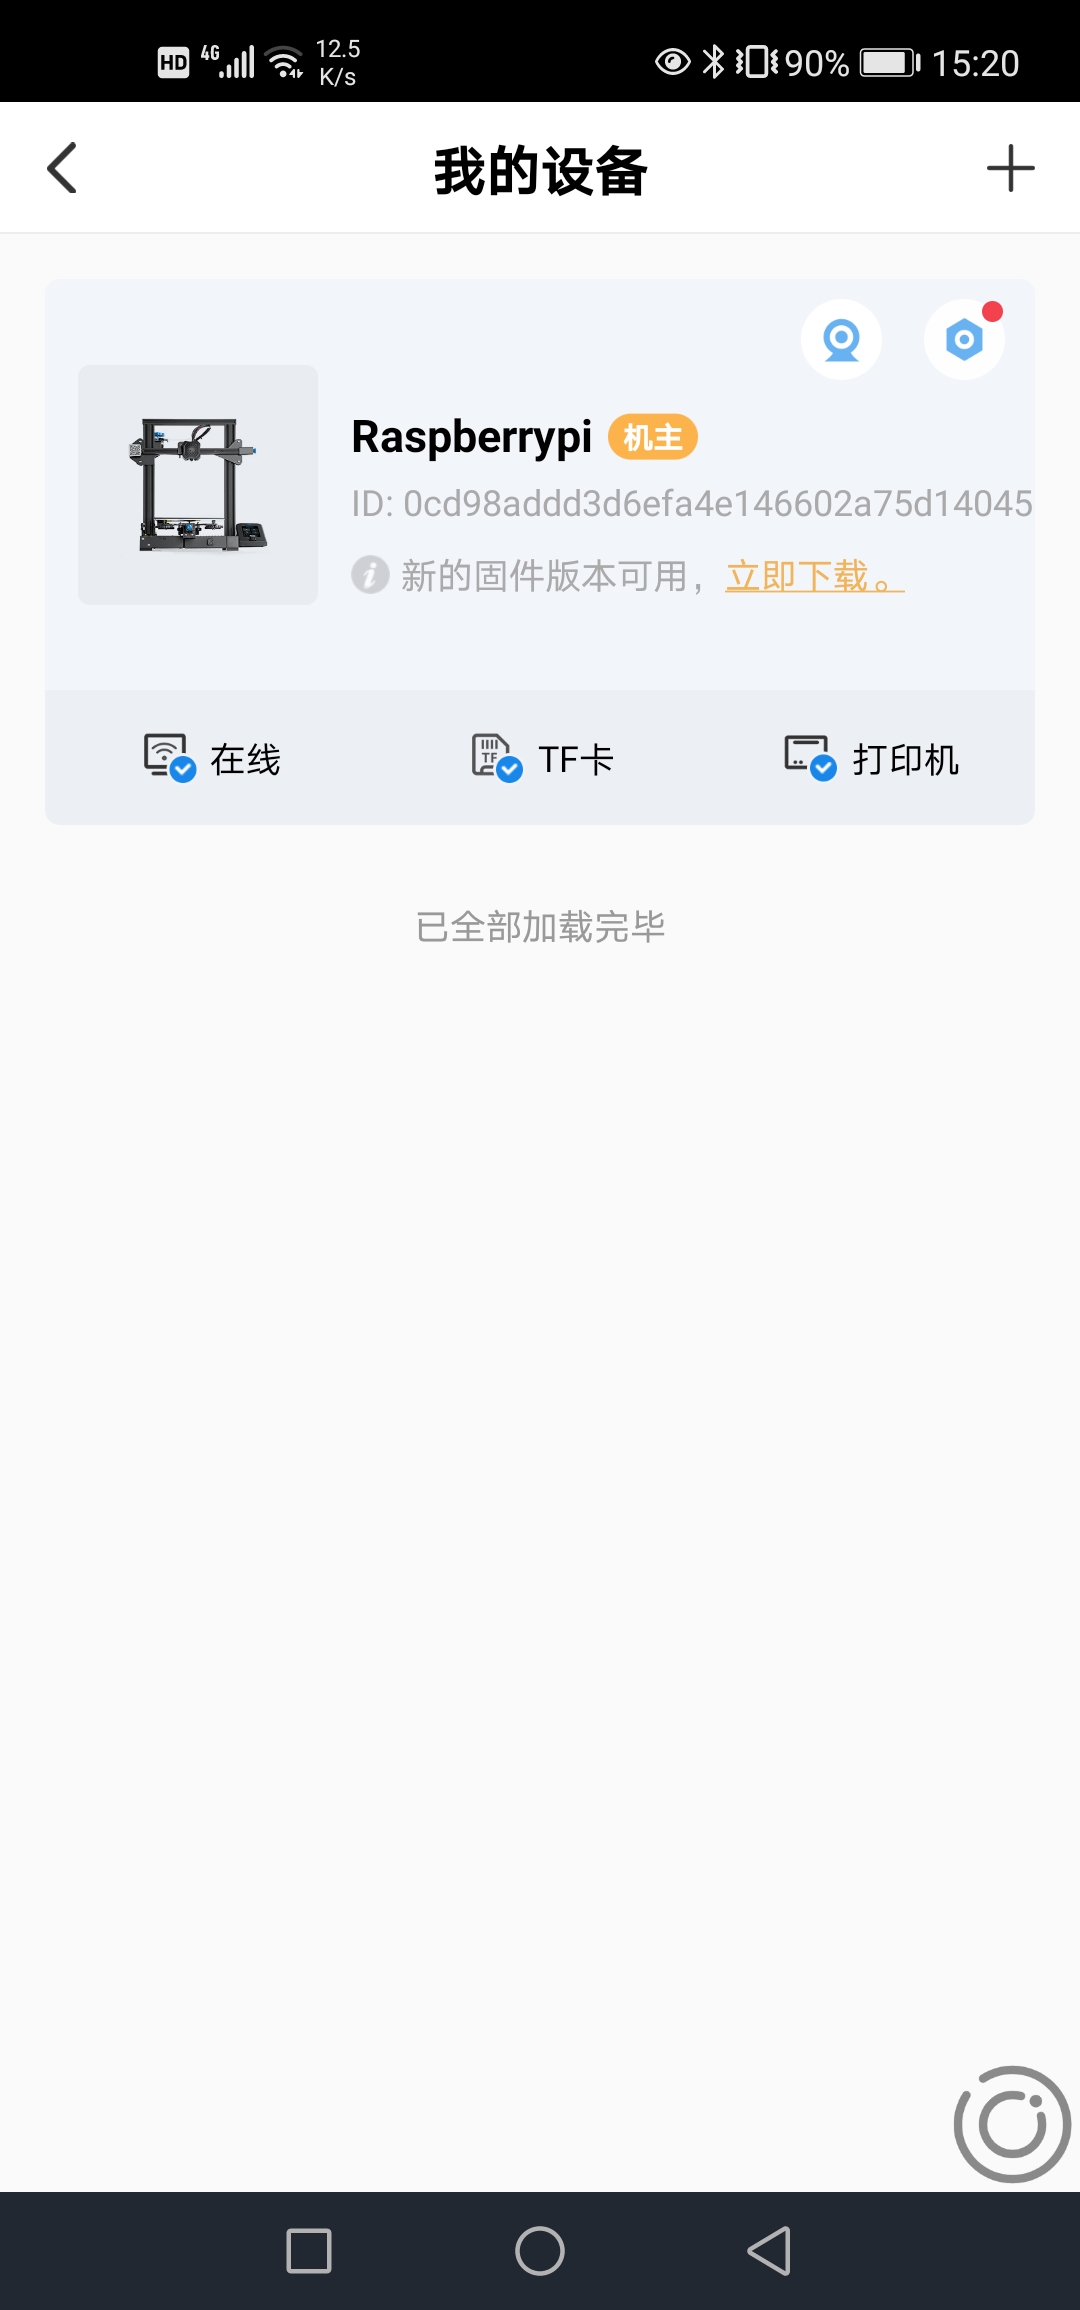 HD 4G 12.5 K/s 90% 15:20
我的设备
Raspberrypi 机主
ID: 0cd98addd3d6efa4e146602a75d14045
新的固件版本可用，立即下载。
在线 TF TF卡 打印机
已全部加载完毕